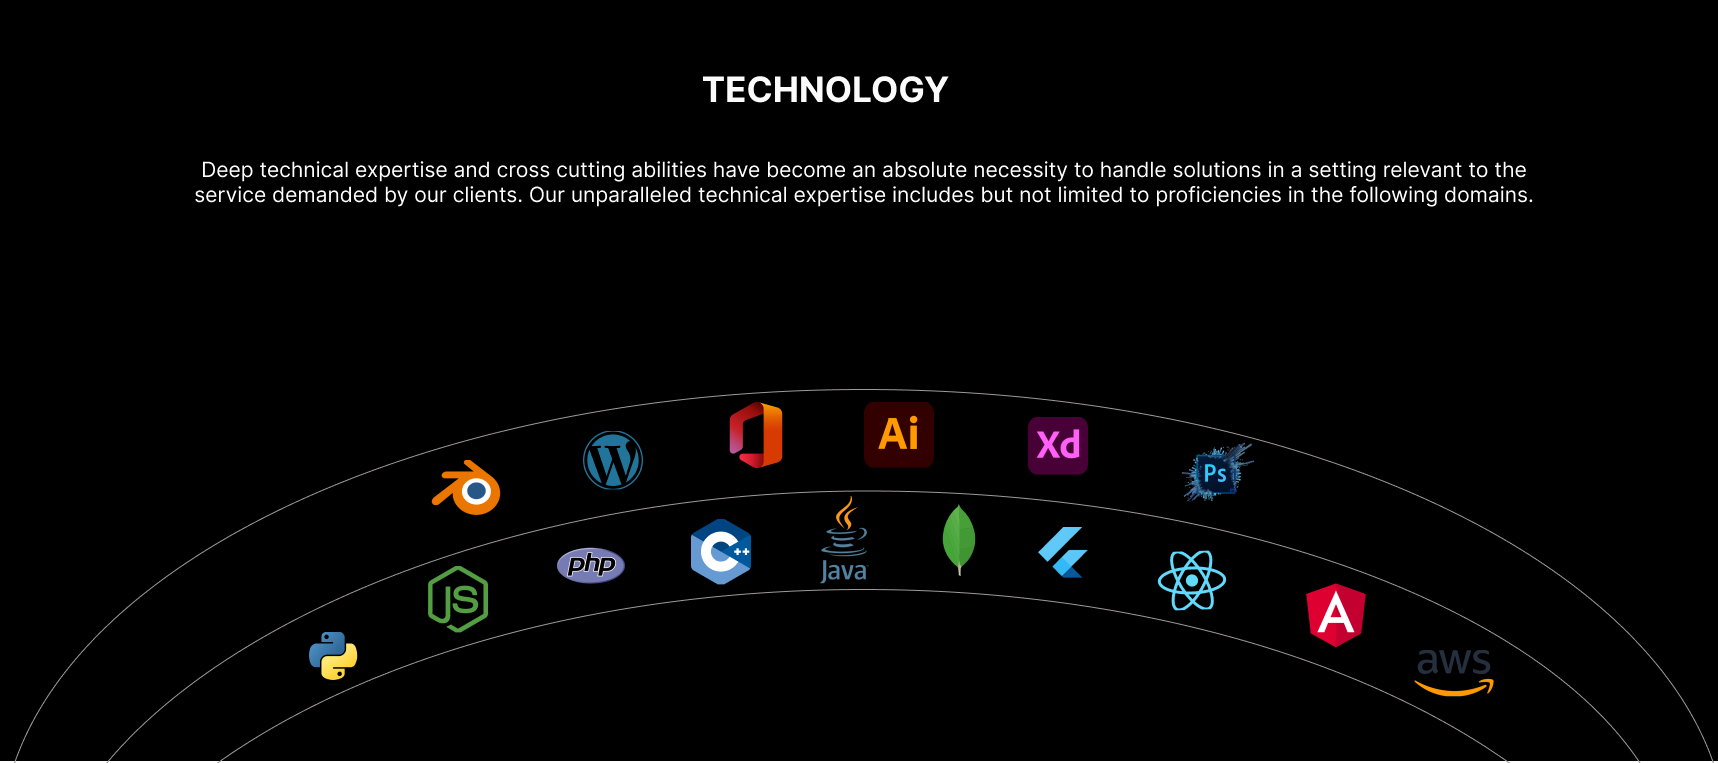 TECHNOLOGY
Deep technical expertise and cross cutting abilities have become an absolute necessity to handle solutions in a setting relevant to the
service demanded by our clients. Our unparalleled technical expertise includes but not limited to proficiencies in the following domains.
W
Ai
Xd
Ps
JS
php
C++
Java
A
aws